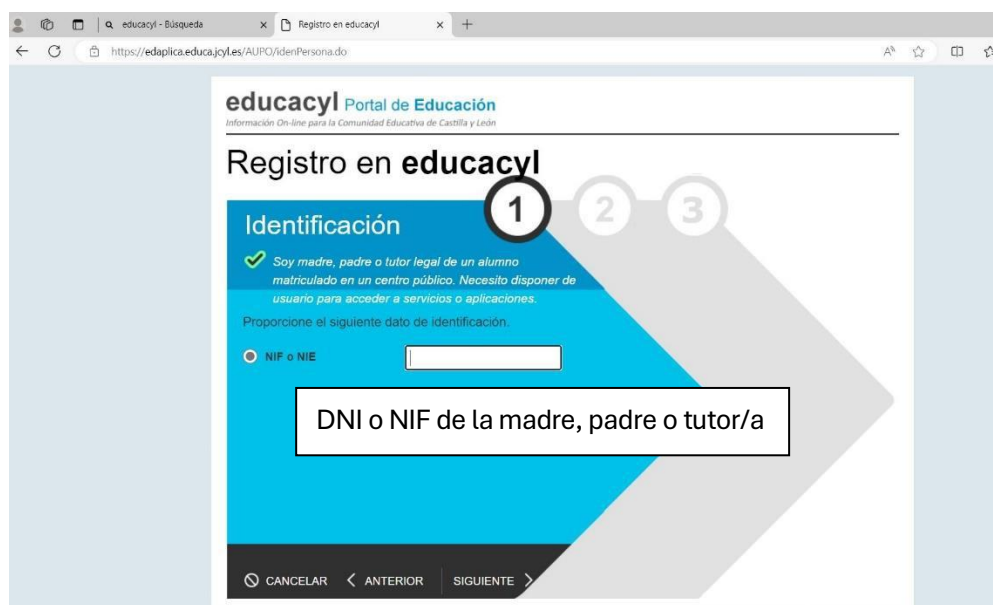 educacyl - Búsqueda
Registro en educacyl
https://edaplica.educa.jcyl.es/AUPO/idenPersona.do
educacyl Portal de Educación
Información On-line para la Comunidad Educativa de Castilla y León
Registro en educacyl
1 2 3
Identificación
Soy madre, padre o tutor legal de un alumno
matriculado en un centro público. Necesito disponer de
usuario para acceder a servicios o aplicaciones.
Proporcione el siguiente dato de identificación.
NIF o NIE
DNI o NIF de la madre, padre o tutor/a
CANCELAR ANTERIOR SIGUIENTE